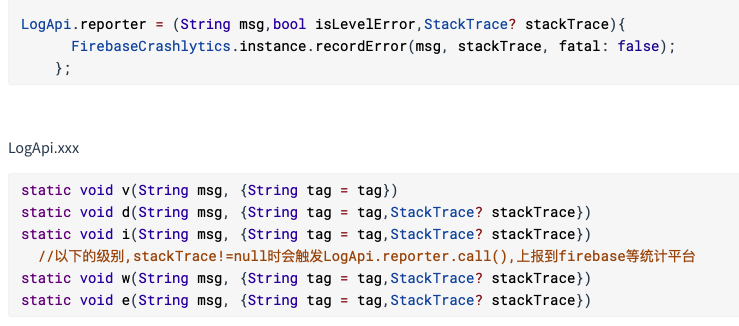 LogApi.reporter = (String msg,bool isLevelError,StackTrace? stackTrace){
FirebaseCrashlytics.instance.recordError(msg, stackTrace, fatal: false);
};
LogApi.xxx
static void v(String msg, {String tag = tag})
static void d(String msg, {String tag = tag,StackTrace? stackTrace})
static void i(String msg, {String tag = tag,StackTrace? stackTrace})
//以下的级别,stackTrace!=null时会触发LogApi.reporter.call(),上报到firebase等统计平台
static void w(String msg, {String tag = tag,StackTrace? stackTrace})
static void e(String msg, {String tag = tag,StackTrace? stackTrace})